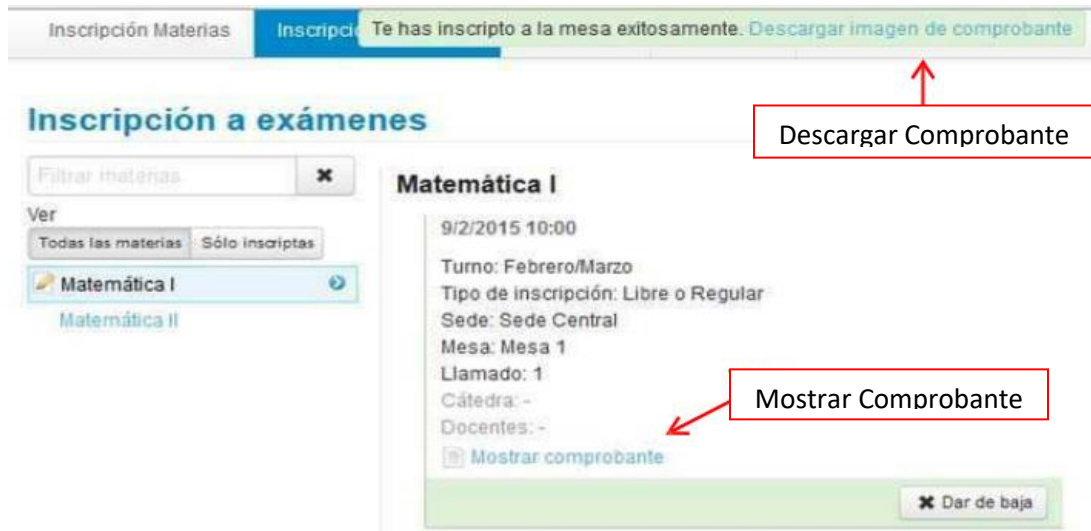 Inscripción Materias
Te has inscripto a la mesa exitosamente. Descargar imagen de comprobante
Descargar Comprobante
Inscripción a exámenes
Filtrar materias
Ver
Todas las materias Sólo inscriptas
Matemática I
Matemática II
Matemática I
9/2/2015 10:00
Turno: Febrero/Marzo
Tipo de inscripción: Libre o Regular
Sede: Sede Central
Mesa: Mesa 1
Llamado: 1
Cátedra: -
Docentes: -
Mostrar comprobante
Mostrar Comprobante
Dar de baja